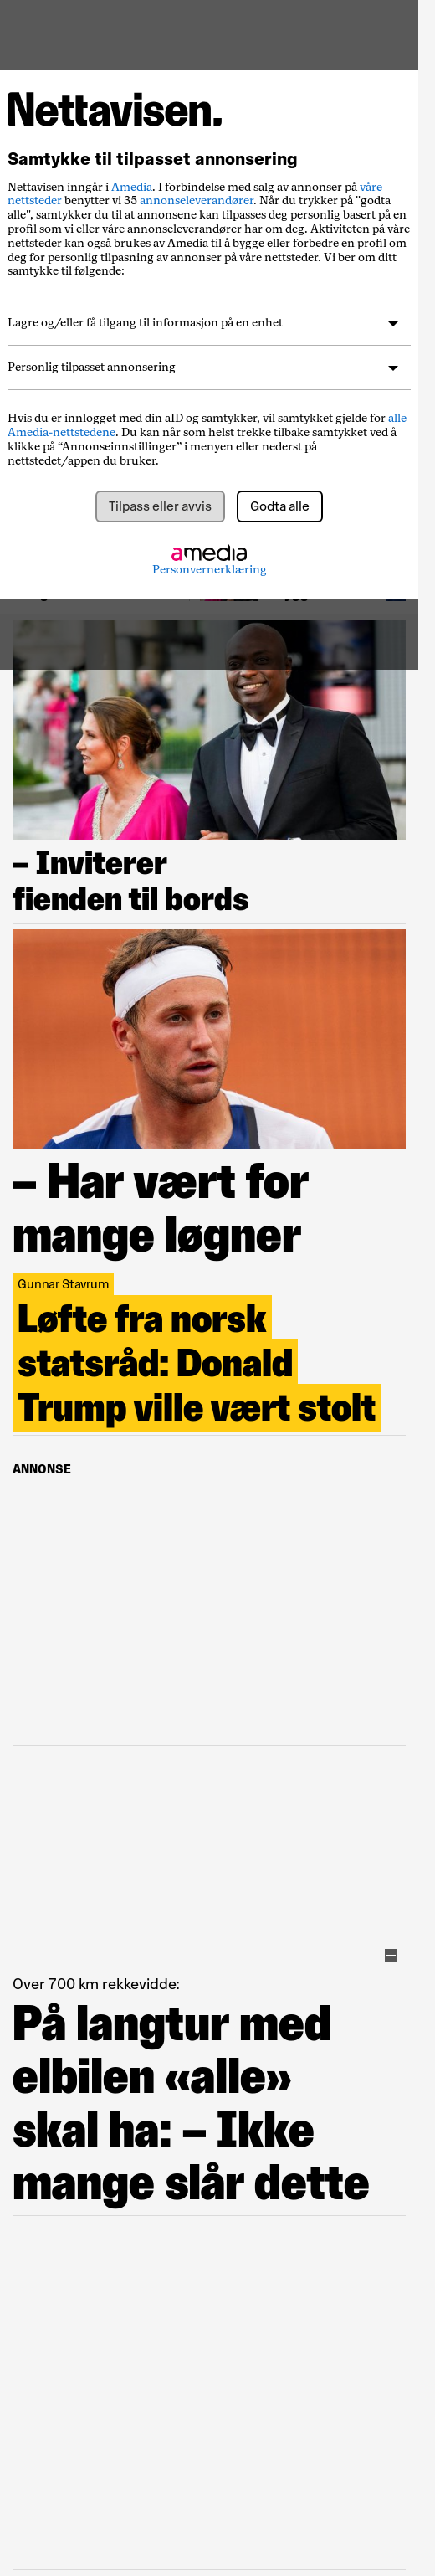 Nettavisen.
Samtykke til tilpasset annonsering
Nettavisen inngår i Amedia. I forbindelse med salg av annonser på våre
nettsteder benytter vi 35 annonseleverandører. Når du trykker på "godta
alle", samtykker du til at annonsene kan tilpasses deg personlig basert på en
profil som vi eller våre annonseleverandører har om deg. Aktiviteten på våre
nettsteder kan også brukes av Amedia til å bygge eller forbedre en profil om
deg for personlig tilpasning av annonser på våre nettsteder. Vi ber om ditt
samtykke til følgende:
Lagre og/eller få tilgang til informasjon på en enhet
Personlig tilpasset annonsering
Hvis du er innlogget med din aID og samtykker, vil samtykket gjelde for alle
Amedia-nettstedene. Du kan når som helst trekke tilbake samtykket ved å
klikke på “Annonseinnstillinger” i menyen eller nederst på
nettstedet/appen du bruker.
Tilpass eller avvis Godta alle
amedia
Personvernerklæring
– Inviterer
fienden til bords
– Har vært for
mange løgner
Gunnar Stavrum
Løfte fra norsk
statsråd: Donald
Trump ville vært stolt
ANNONSE
Over 700 km rekkevidde:
På langtur med
elbilen «alle»
skal ha: – Ikke
mange slår dette